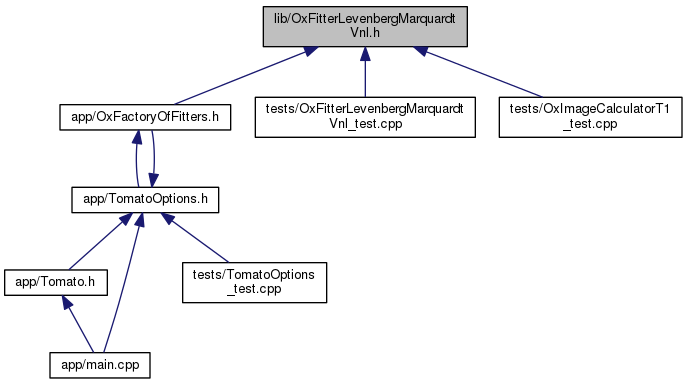 lib/OxFitterLevenbergMarquardt
Vnl.h
app/OxFactoryOfFitters.h
tests/OxFitterLevenbergMarquardt
Vnl_test.cpp
tests/OxImageCalculatorT1
_test.cpp
app/TomatoOptions.h
app/Tomato.h
tests/TomatoOptions
_test.cpp
app/main.cpp